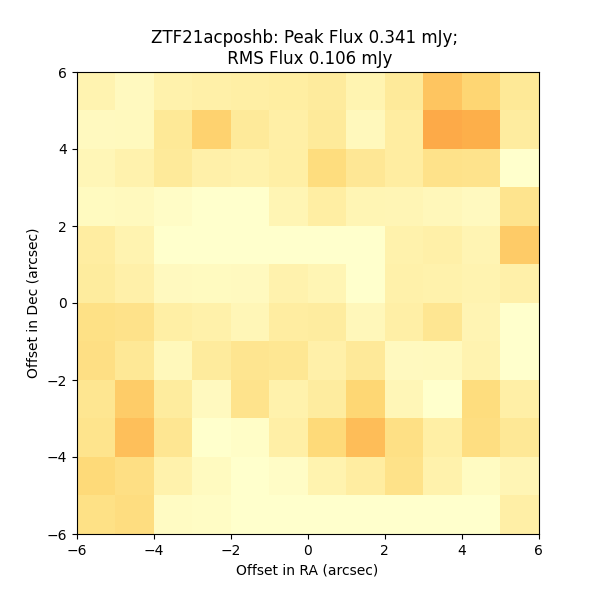 ZTF21acposhb: Peak Flux 0.341 mJy;
RMS Flux 0.106 mJy
6
4
2
0
−2
−4
−6
Offset in Dec (arcsec)
−6 −4 −2 0 2 4 6
Offset in RA (arcsec)